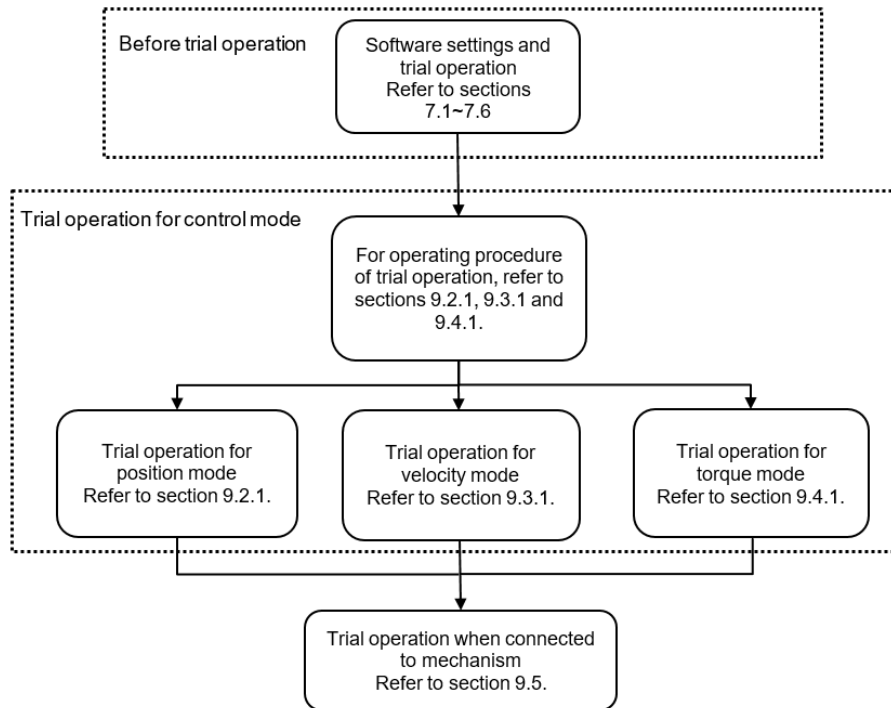 Before trial operation
Software settings and
trial operation
Refer to sections
7.1~7.6
Trial operation for control mode
For operating procedure
of trial operation, refer to
sections 9.2.1, 9.3.1 and
9.4.1.
Trial operation for
position mode
Refer to section 9.2.1.
Trial operation for
velocity mode
Refer to section 9.3.1.
Trial operation for
torque mode
Refer to section 9.4.1.
Trial operation when connected
to mechanism
Refer to section 9.5.